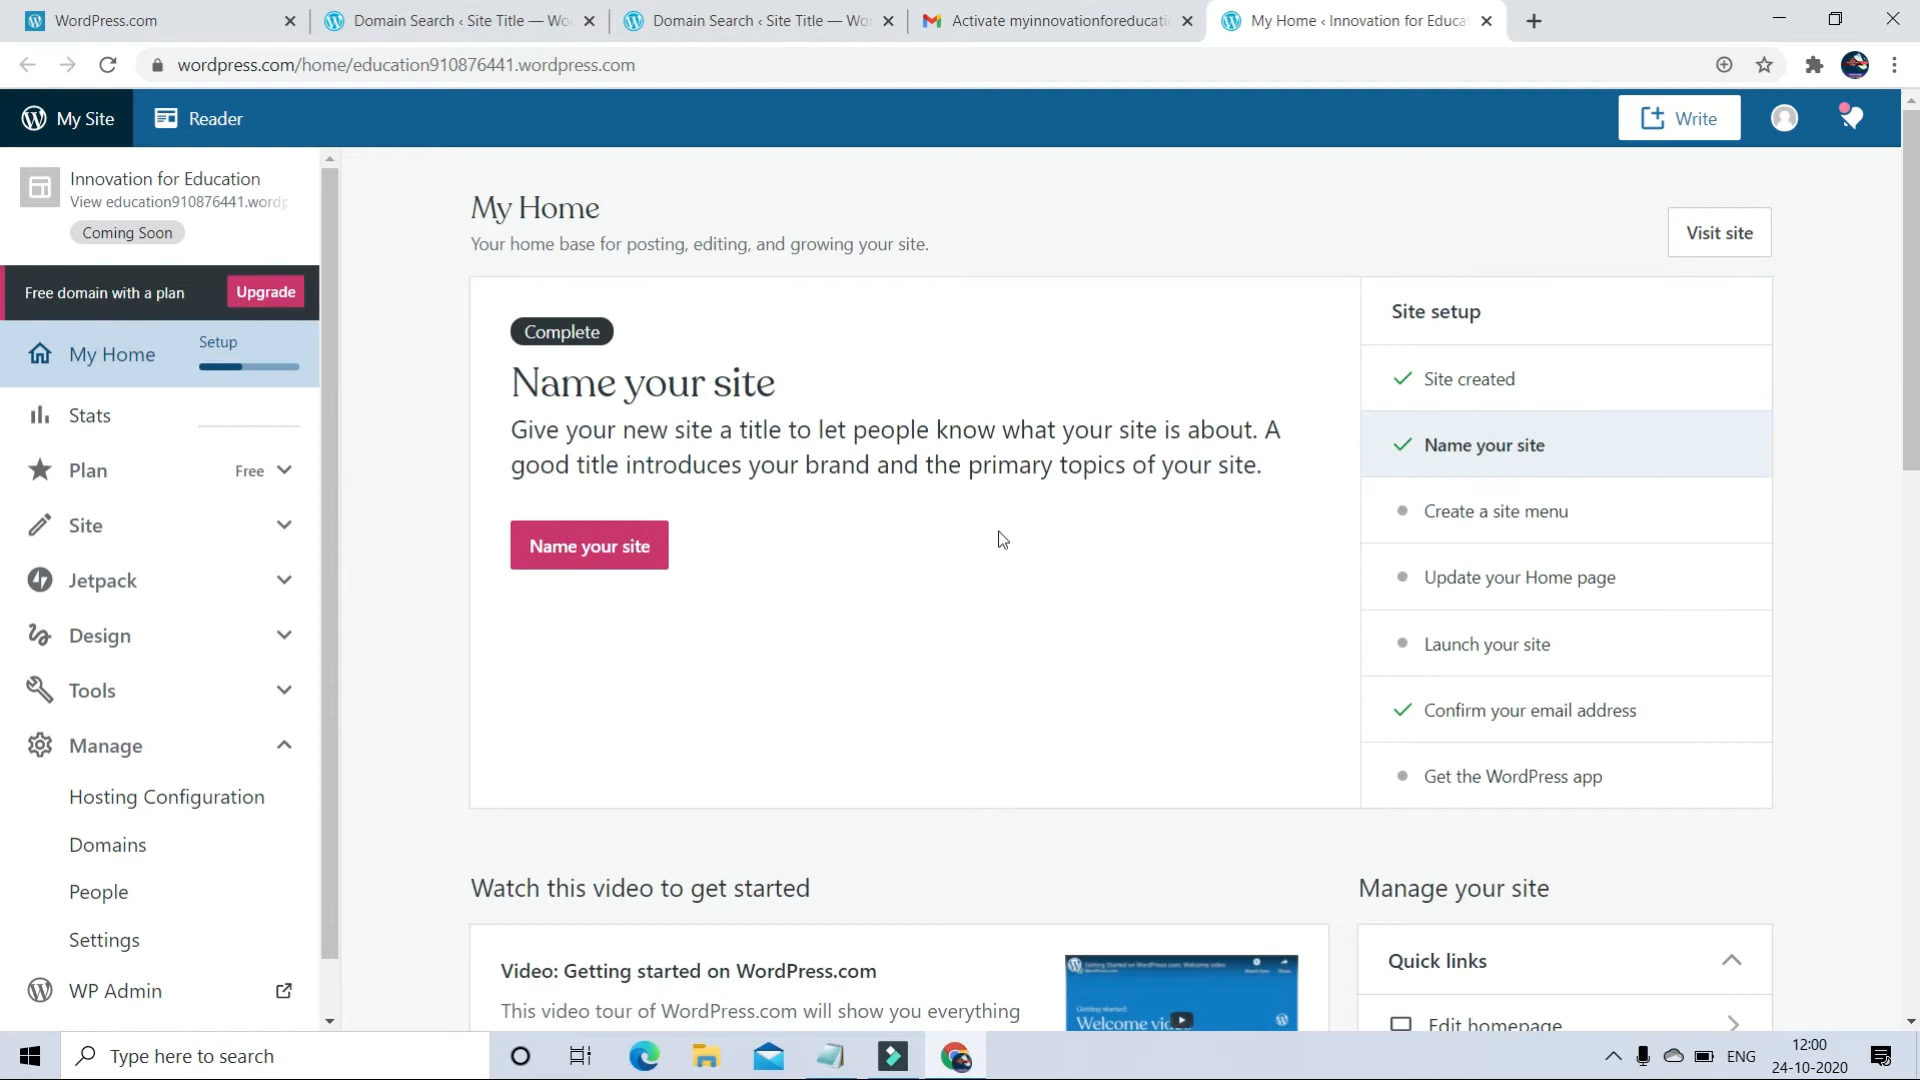 WordPress.com
Domain Search ‹ Site Title — Wo
Domain Search ‹ Site Title — Wo
Activate myinnovationforeducati
My Home ‹ Innovation for Educa
wordpress.com/home/education910876441.wordpress.com
My Site
Reader
Write
Innovation for Education
View education910876441.wordp
Coming Soon
Free domain with a plan
Upgrade
My Home
Setup
Stats
Plan
Free
Site
Jetpack
Design
Tools
Manage
Hosting Configuration
Domains
People
Settings
WP Admin
My Home
Your home base for posting, editing, and growing your site.
Visit site
Complete
Name your site
Give your new site a title to let people know what your site is about. A
good title introduces your brand and the primary topics of your site.
Name your site
Site setup
Site created
Name your site
Create a site menu
Update your Home page
Launch your site
Confirm your email address
Get the WordPress app
Watch this video to get started
Video: Getting started on WordPress.com
This video tour of WordPress.com will show you everything
Getting started:
Welcome vid
Manage your site
Quick links
Edit homepage
Type here to search
ENG
12:00
24-10-2020